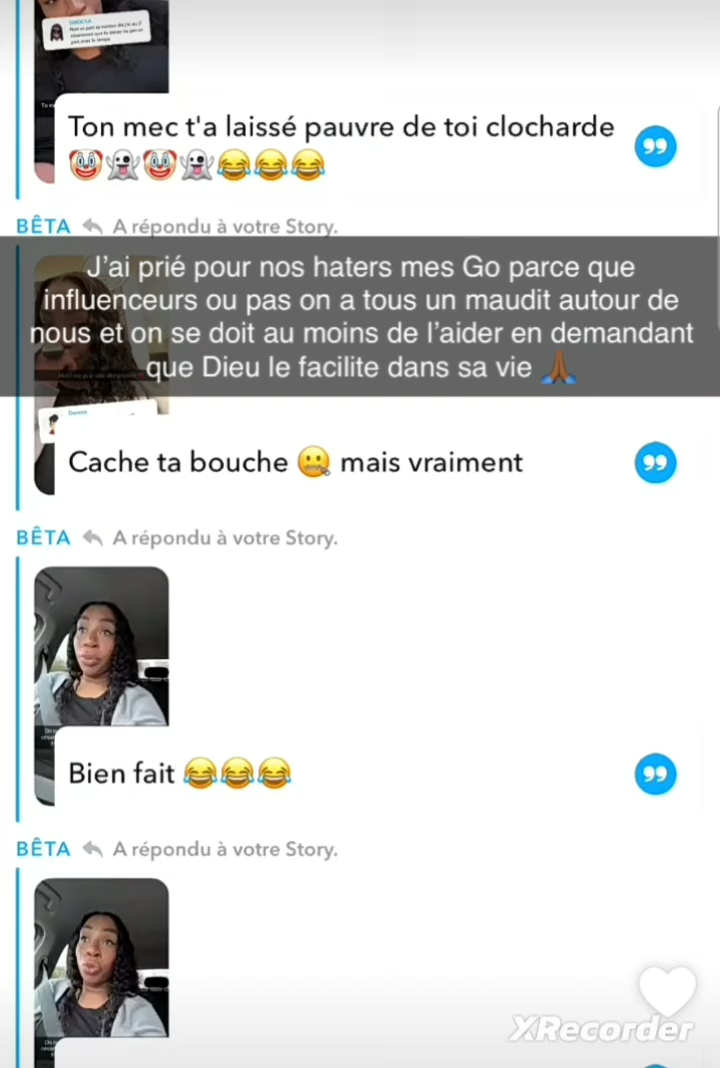 Ton mec t'a laissé pauvre de toi clocharde
🤡👻🤡👻😂😂😂
BÊTA A répondu à votre Story.
J'ai prié pour nos haters mes Go parce que
influenceurs ou pas on a tous un maudit autour de
nous et on se doit au moins de l'aider en demandant
que Dieu le facilite dans sa vie 🙏🏾
Cache ta bouche 🤐 mais vraiment
BÊTA A répondu à votre Story.
Bien fait 😂😂😂
BÊTA A répondu à votre Story.
XRecorder